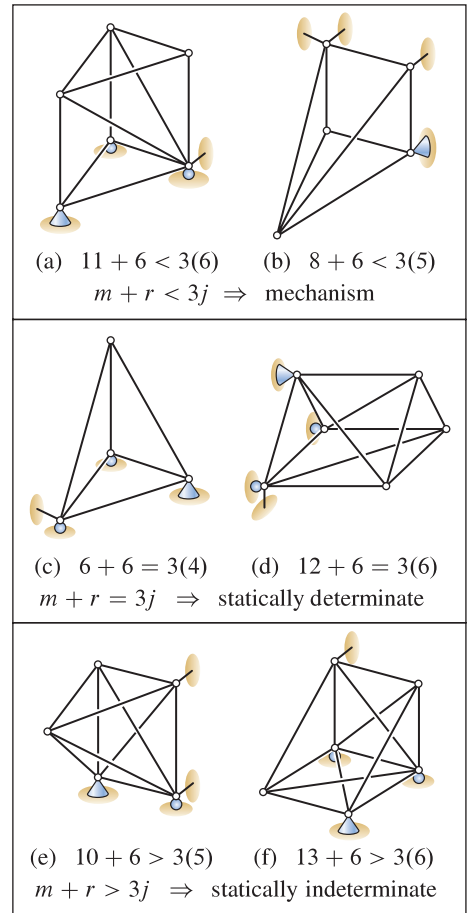 (a) 11 + 6 < 3(6) (b) 8 + 6 < 3(5)
m + r < 3j ⇒ mechanism
(c) 6 + 6 = 3(4) (d) 12 + 6 = 3(6)
m + r = 3j ⇒ statically determinate
(e) 10 + 6 > 3(5) (f) 13 + 6 > 3(6)
m + r > 3j ⇒ statically indeterminate